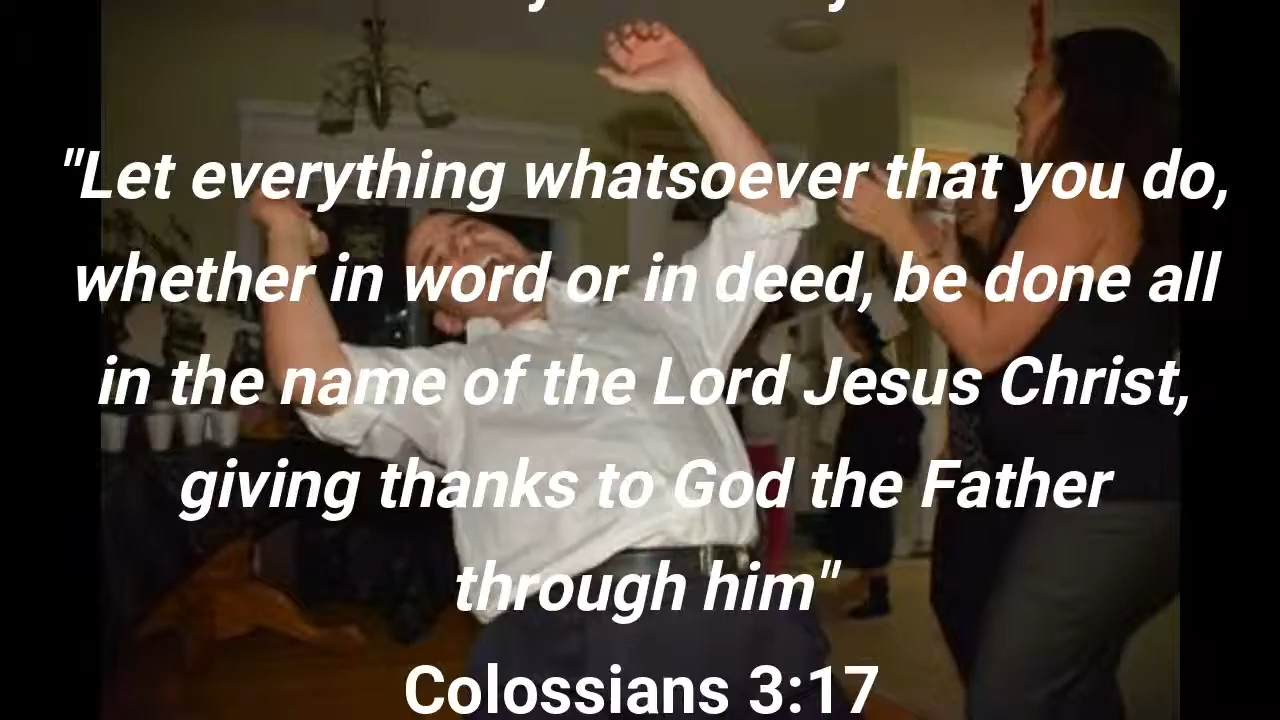 "Let everything whatsoever that you do,
whether in word or in deed, be done all
in the name of the Lord Jesus Christ,
giving thanks to God the Father
through him"
Colossians 3:17